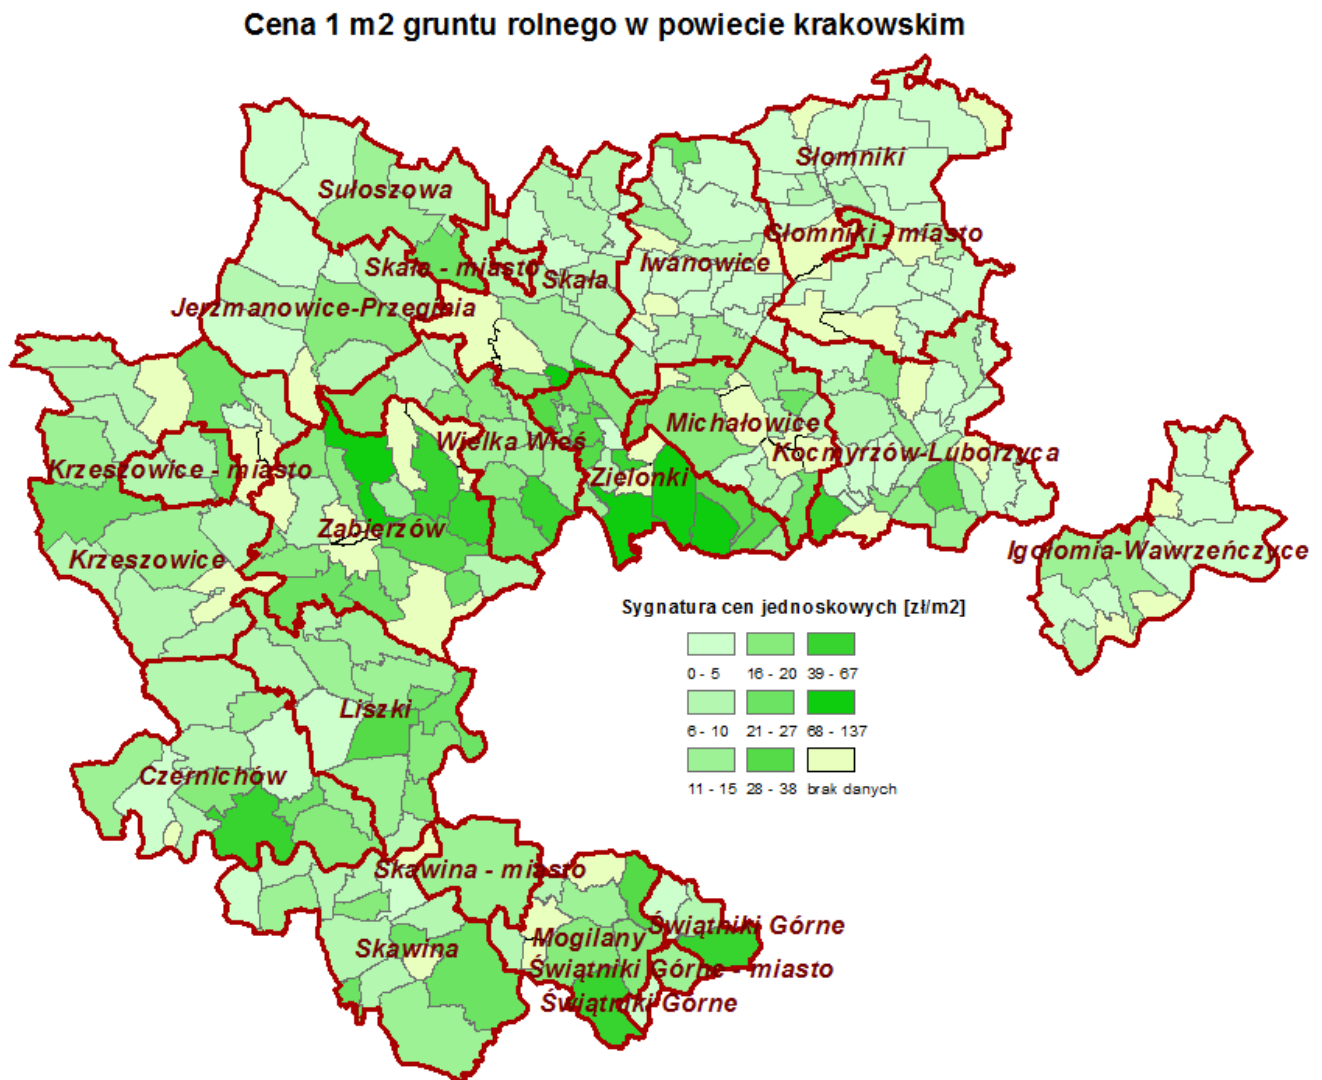 Cena 1 m2 gruntu rolnego w powiecie krakowskim
Słomniki
Sułoszowa
Słomniki - miasto
Skała - miasto
Iwanowice
Skała
Jerzmanowice-Przeginia
Michałowice
Wielka Wieś
Kocmyrzów-Luborzyca
Krzeszowice - miasto
Zielonki
Zabierzów
Igołomia-Wawrzeńczyce
Krzeszowice
Sygnatura cen jednoskowych [zł/m2]
0 - 5 16 - 20 39 - 67
6 - 10 21 - 27 68 - 137
11 - 15 28 - 38 brak danych
Liszki
Czernichów
Skawina - miasto
Świątniki Górne
Mogilany
Skawina
Świątniki Górne - miasto
Świątniki Górne